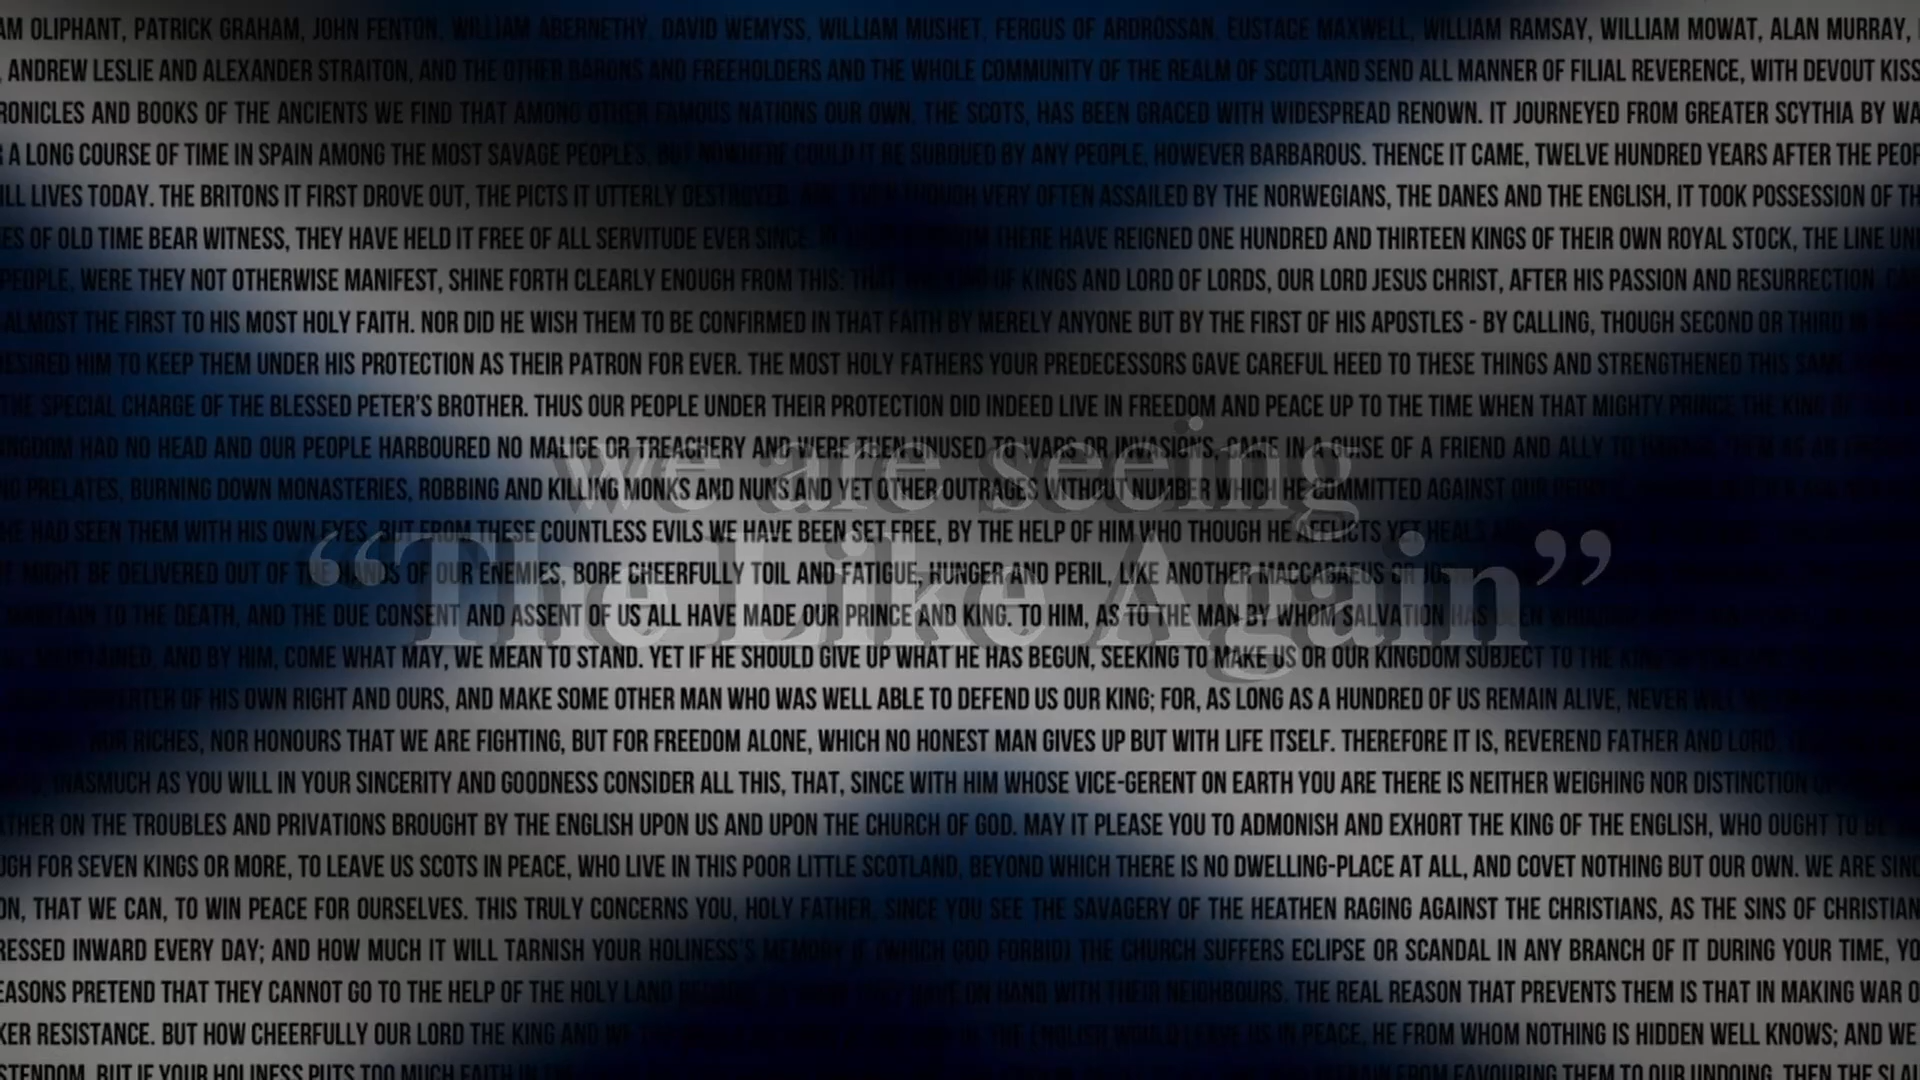 AM OLIPHANT, PATRICK GRAHAM, JOHN FENTON, WILLIAM ABERNETHY, DAVID WEMYSS, WILLIAM MUSHET, FERGUS OF ARDROSSAN, EUSTACE MAXWELL, WILLIAM RAMSAY, WILLIAM MOWAT, ALAN MURRAY,
, ANDREW LESLIE AND ALEXANDER STRAITON, AND THE OTHER BARONS AND FREEHOLDERS AND THE WHOLE COMMUNITY OF THE REALM OF SCOTLAND SEND ALL MANNER OF FILIAL REVERENCE, WITH DEVOUT KISS
RONICLES AND BOOKS OF THE ANCIENTS WE FIND THAT AMONG OTHER FAMOUS NATIONS OUR OWN, THE SCOTS, HAS BEEN GRACED WITH WIDESPREAD RENOWN. IT JOURNEYED FROM GREATER SCYTHIA BY WA
A LONG COURSE OF TIME IN SPAIN AMONG THE MOST SAVAGE PEOPLES, BUT NOWHERE COULD IT BE SUBDUED BY ANY PEOPLE, HOWEVER BARBAROUS. THENCE IT CAME, TWELVE HUNDRED YEARS AFTER THE PEOP
ILL LIVES TODAY. THE BRITONS IT FIRST DROVE OUT, THE PICTS IT UTTERLY DESTROYED, THOUGH VERY OFTEN ASSAILED BY THE NORWEGIANS, THE DANES AND THE ENGLISH, IT TOOK POSSESSION OF TH
ES OF OLD TIME BEAR WITNESS, THEY HAVE HELD IT FREE OF ALL SERVITUDE EVER SINCE. THERE HAVE REIGNED ONE HUNDRED AND THIRTEEN KINGS OF THEIR OWN ROYAL STOCK, THE LINE UN
PEOPLE, WERE THEY NOT OTHERWISE MANIFEST, SHINE FORTH CLEARLY ENOUGH FROM THIS: THAT OF KINGS AND LORD OF LORDS, OUR LORD JESUS CHRIST, AFTER HIS PASSION AND RESURRECTION,
ALMOST THE FIRST TO HIS MOST HOLY FAITH. NOR DID HE WISH THEM TO BE CONFIRMED IN THAT FAITH BY MERELY ANYONE BUT BY THE FIRST OF HIS APOSTLES - BY CALLING, THOUGH SECOND OR THIRD
DESIRED HIM TO KEEP THEM UNDER HIS PROTECTION AS THEIR PATRON FOR EVER. THE MOST HOLY FATHERS YOUR PREDECESSORS GAVE CAREFUL HEED TO THESE THINGS AND STRENGTHENED THIS SAME
THE SPECIAL CHARGE OF THE BLESSED PETER'S BROTHER. THUS OUR PEOPLE UNDER THEIR PROTECTION DID INDEED LIVE IN FREEDOM AND PEACE UP TO THE TIME WHEN THAT MIGHTY PRINCE THE KING
INGDOM HAD NO HEAD AND OUR PEOPLE HARBOURED NO MALICE OR TREACHERY AND WERE THEN UNUSED TO WARS OR INVASIONS, CAME IN A GUISE OF A FRIEND AND ALLY TO THEM AS AN
we are seeing
NG PRELATES, BURNING DOWN MONASTERIES, ROBBING AND KILLING MONKS AND NUNS AND YET OTHER OUTRAGES WITHOUT NUMBER WHICH HE COMMITTED AGAINST OUR
HE HAD SEEN THEM WITH HIS OWN EYES. BUT FROM THESE COUNTLESS EVILS WE HAVE BEEN SET FREE, BY THE HELP OF HIM WHO THOUGH HE AFFLICTS YET HEALS
“The Like Again”
MIGHT BE DELIVERED OUT OF THE HANDS OF OUR ENEMIES, BORE CHEERFULLY TOIL AND FATIGUE, HUNGER AND PERIL, LIKE ANOTHER MACCABAEUS OR
MAINTAIN TO THE DEATH, AND THE DUE CONSENT AND ASSENT OF US ALL HAVE MADE OUR PRINCE AND KING. TO HIM, AS TO THE MAN BY WHOM SALVATION HAS BEEN
AND BY HIM, COME WHAT MAY, WE MEAN TO STAND. YET IF HE SHOULD GIVE UP WHAT HE HAS BEGUN, SEEKING TO MAKE US OR OUR KINGDOM SUBJECT TO THE
OF HIS OWN RIGHT AND OURS, AND MAKE SOME OTHER MAN WHO WAS WELL ABLE TO DEFEND US OUR KING; FOR, AS LONG AS A HUNDRED OF US REMAIN ALIVE, NEVER WILL
NOR RICHES, NOR HONOURS THAT WE ARE FIGHTING, BUT FOR FREEDOM ALONE, WHICH NO HONEST MAN GIVES UP BUT WITH LIFE ITSELF. THEREFORE IT IS, REVEREND FATHER AND LORD,
INASMUCH AS YOU WILL IN YOUR SINCERITY AND GOODNESS CONSIDER ALL THIS, THAT, SINCE WITH HIM WHOSE VICE-GERENT ON EARTH YOU ARE THERE IS NEITHER WEIGHING NOR DISTINCTION
THER ON THE TROUBLES AND PRIVATIONS BROUGHT BY THE ENGLISH UPON US AND UPON THE CHURCH OF GOD. MAY IT PLEASE YOU TO ADMONISH AND EXHORT THE KING OF THE ENGLISH, WHO OUGHT TO BE
UGH FOR SEVEN KINGS OR MORE, TO LEAVE US SCOTS IN PEACE, WHO LIVE IN THIS POOR LITTLE SCOTLAND, BEYOND WHICH THERE IS NO DWELLING-PLACE AT ALL, AND COVET NOTHING BUT OUR OWN. WE ARE SINC
ON, THAT WE CAN, TO WIN PEACE FOR OURSELVES. THIS TRULY CONCERNS YOU, HOLY FATHER, SINCE YOU SEE THE SAVAGERY OF THE HEATHEN RAGING AGAINST THE CHRISTIANS, AS THE SINS OF CHRISTIAN
RESSED INWARD EVERY DAY; AND HOW MUCH IT WILL TARNISH YOUR HOLINESS'S MEMORY IF (WHICH GOD FORBID) THE CHURCH SUFFERS ECLIPSE OR SCANDAL IN ANY BRANCH OF IT DURING YOUR TIME, YO
EASONS PRETEND THAT THEY CANNOT GO TO THE HELP OF THE HOLY LAND ON HAND WITH THEIR NEIGHBOURS. THE REAL REASON THAT PREVENTS THEM IS THAT IN MAKING WAR O
KER RESISTANCE. BUT HOW CHEERFULLY OUR LORD THE KING AND WE THE ENGLISH WOULD LEAVE US IN PEACE, HE FROM WHOM NOTHING IS HIDDEN WELL KNOWS; AND WE
STENDOM. BUT IF YOUR HOLINESS PUTS TOO MUCH FAITH IN FROM FAVOURING THEM TO OUR UNDOING, THEN THE SLAU